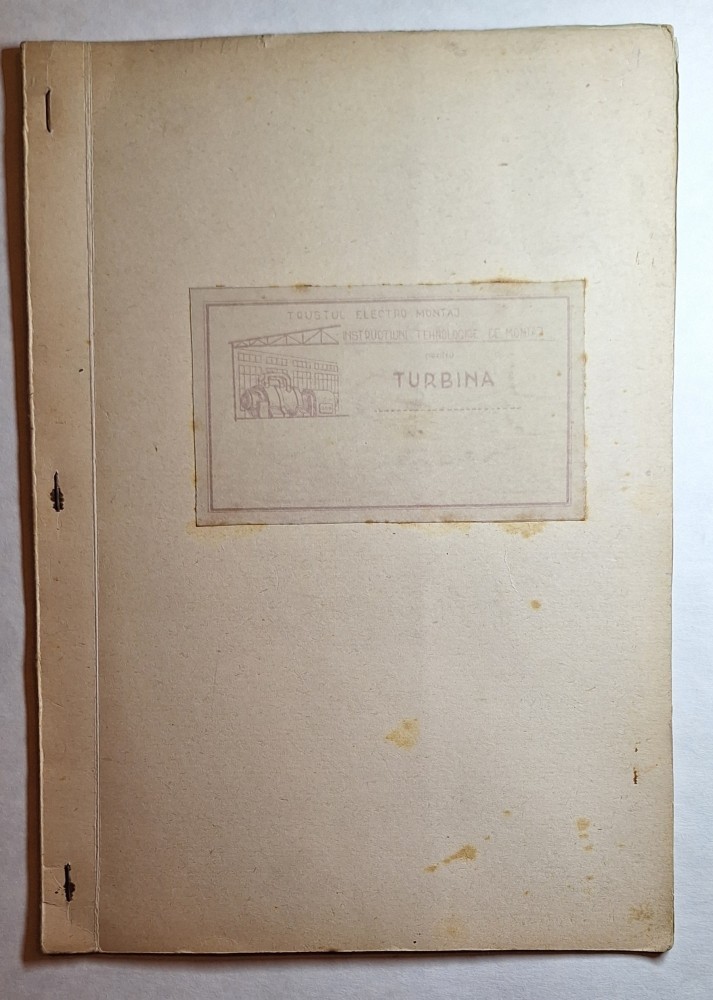 TRUSTUL ELECTRO MONTAJ
INSTRUCTIUNI TEHNOLOGICE DE MONTAJ
TURBINA